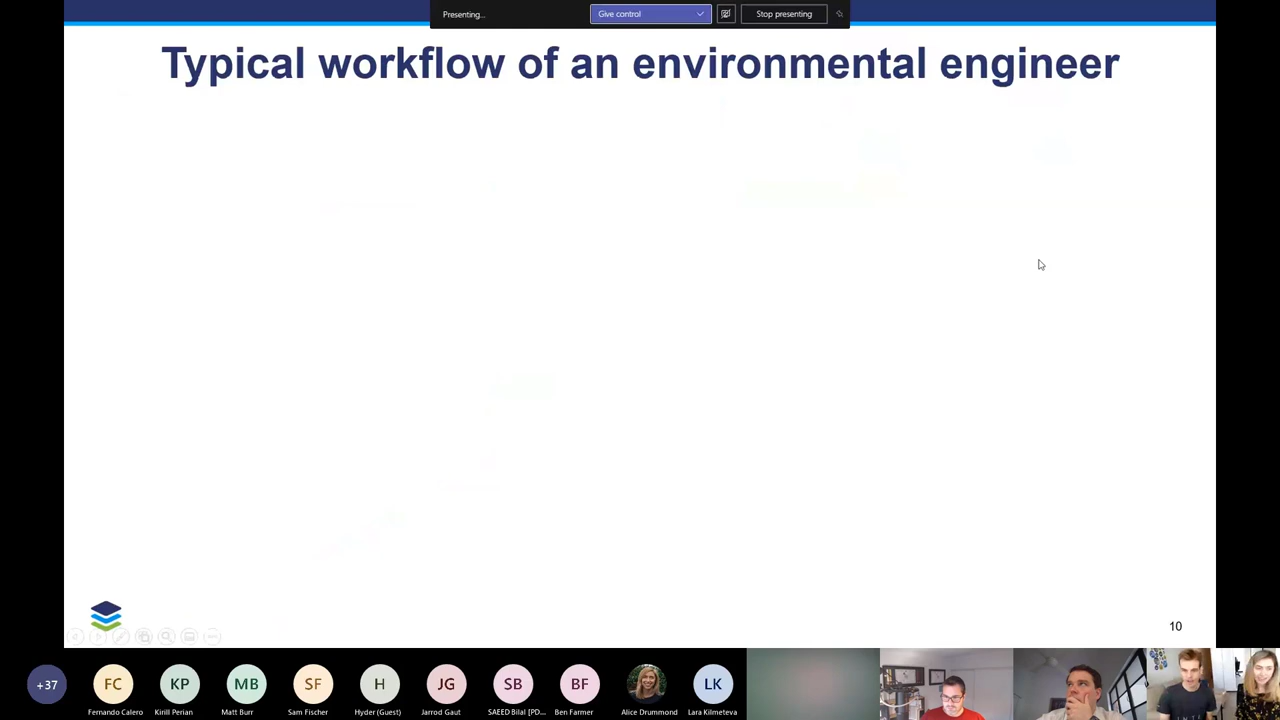 Presenting...
Give control
Stop presenting
Typical workflow of an environmental engineer
10
+37
FC
KP
MB
SF
H
JG
SB
BF
LK
Fernando Calero
Kirill Perian
Matt Burr
Sam Fischer
Hyder (Guest)
Jarrod Gaut
SAEED Bilal [PD...
Ben Farmer
Alice Drummond
Lara Kilmeteva